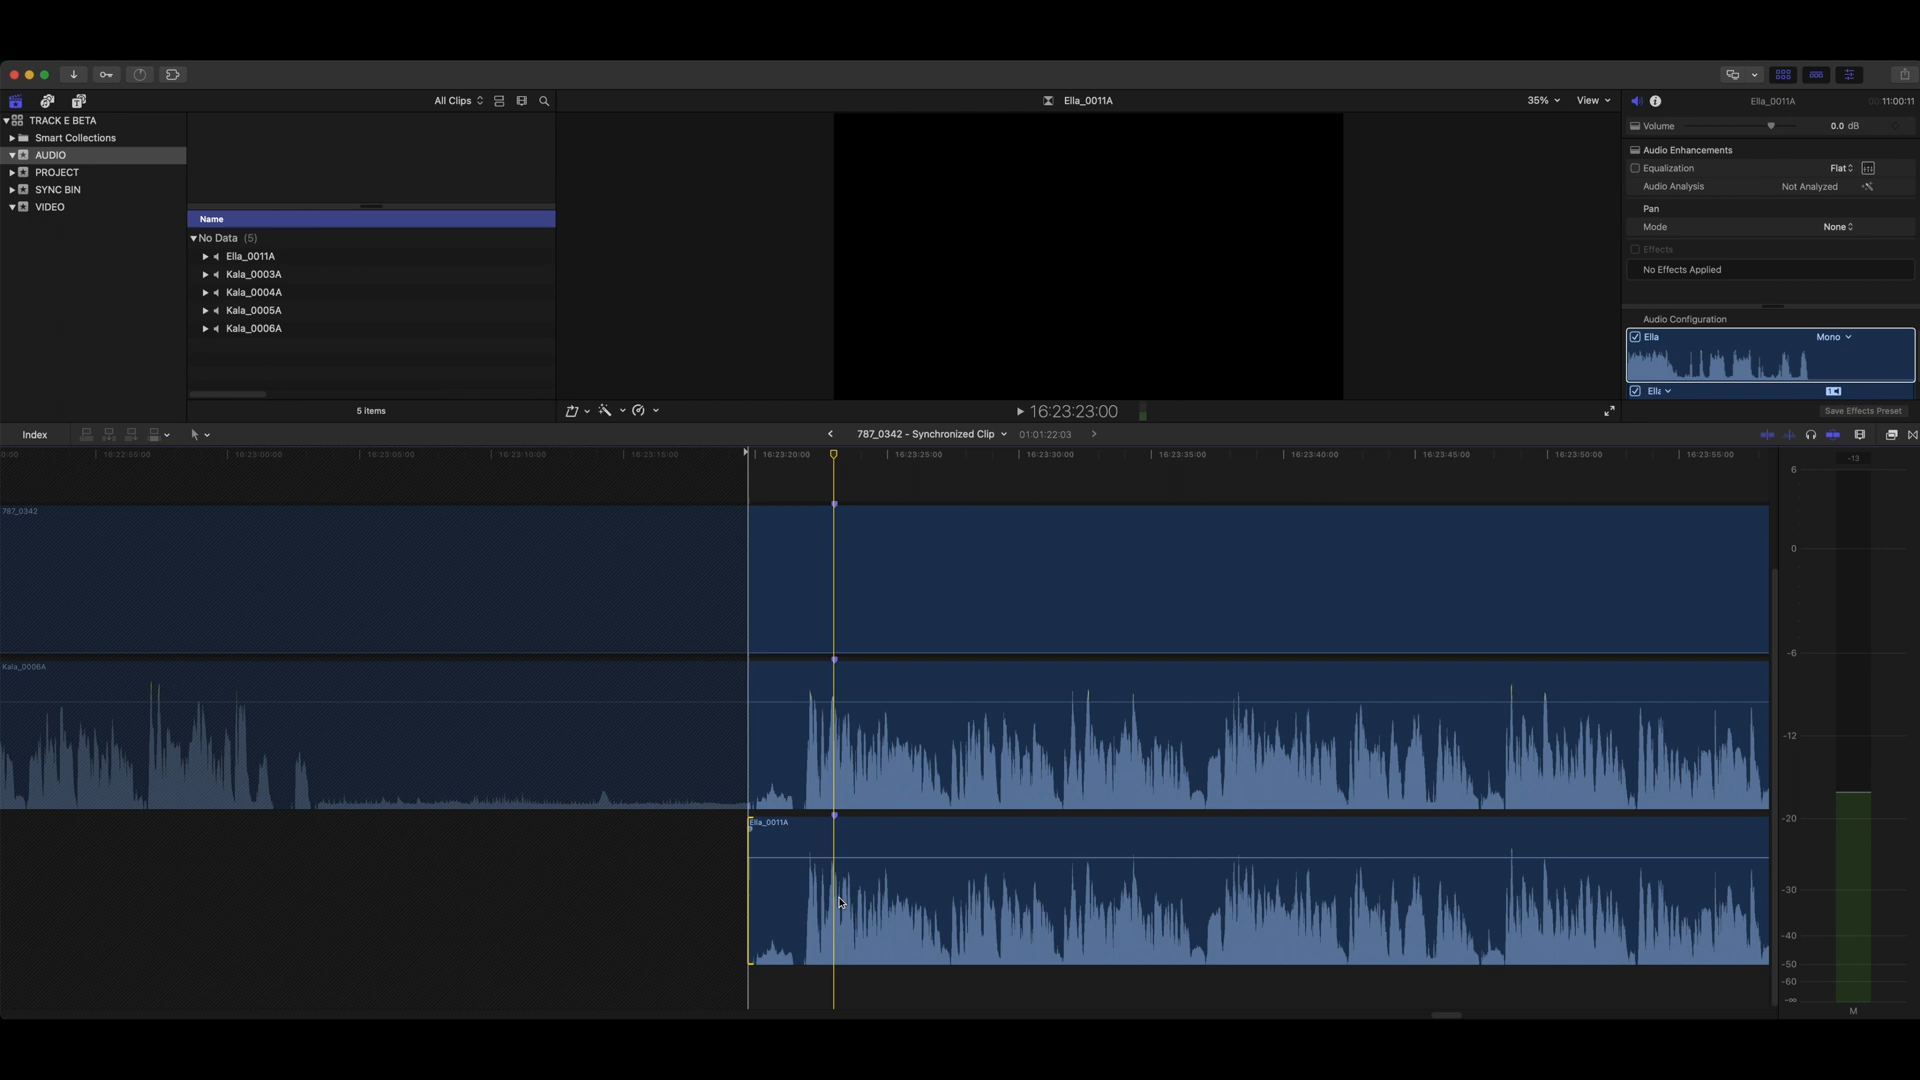 All Clips
Ella_0011A
35%
View
Ella_0011A
00 11:00:11
TRACK E BETA
Smart Collections
AUDIO
PROJECT
SYNC BIN
VIDEO
Name
No Data (5)
Ella_0011A
Kala_0003A
Kala_0004A
Kala_0005A
Kala_0006A
5 items
Volume
0.0 dB
Audio Enhancements
Equalization
Flat
Audio Analysis
Not Analyzed
Pan
Mode
None
Effects
No Effects Applied
Audio Configuration
Ella
Mono
Save Effects Preset
16:23:23:00
Index
787_0342 - Synchronized Clip
01:01:22:03
16:22:55:00
16:23:00:00
16:23:05:00
16:23:10:00
16:23:15:00
16:23:20:00
16:23:25:00
16:23:30:00
16:23:35:00
16:23:40:00
16:23:45:00
16:23:50:00
16:23:55:00
787_0342
Kala_0006A
Ella_0011A
-13
6
0
-6
-12
-20
-30
-40
-50
-60
-∞
M